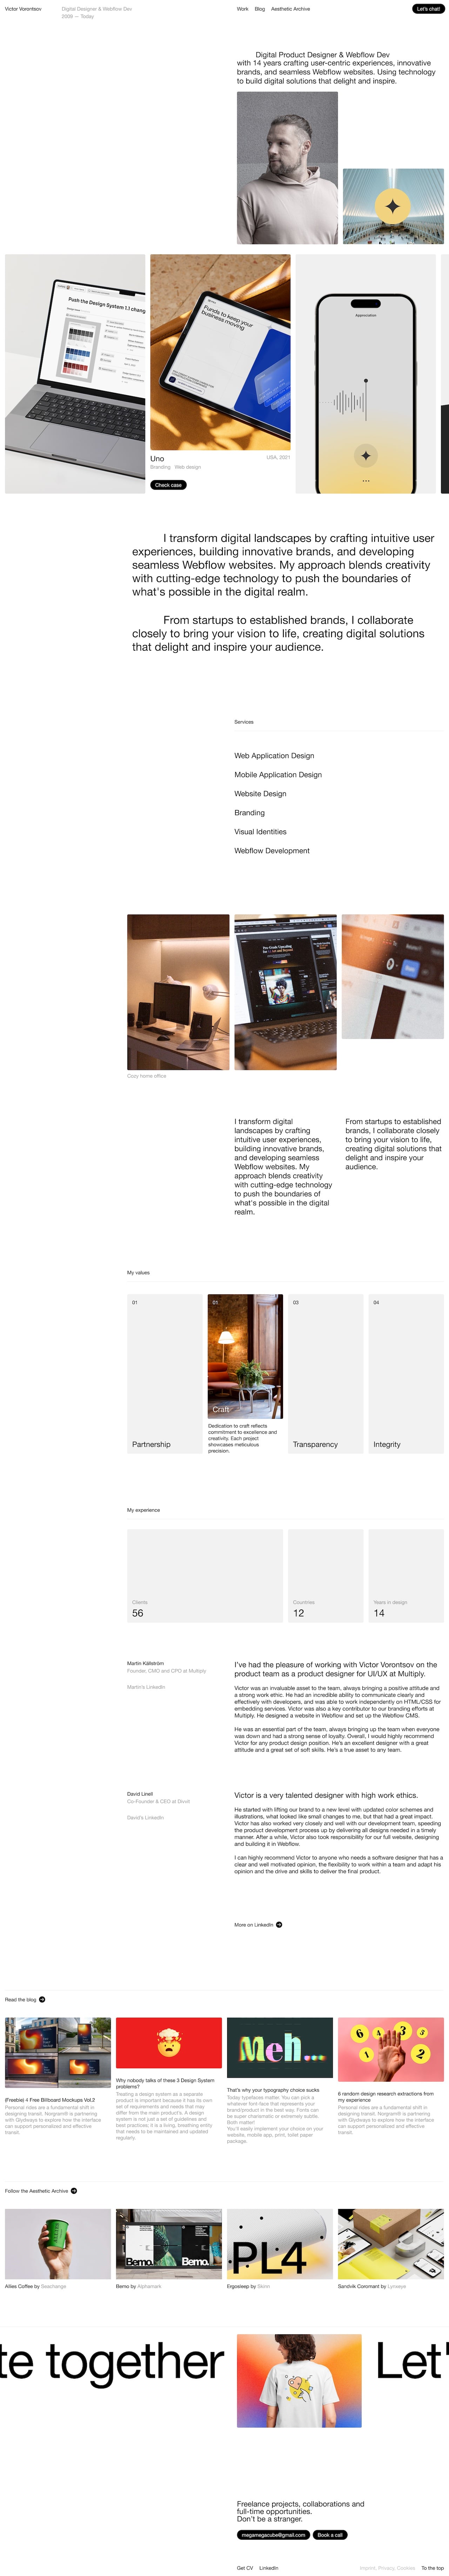 Victor Vorontsov
Digital Designer & Webflow Dev
2009 — Today
Work Blog Aesthetic Archive
Let's chat!
Digital Product Designer & Webflow Dev
with 14 years crafting user-centric experiences, innovative
brands, and seamless Webflow websites. Using technology
to build digital solutions that delight and inspire.
Push the Design System 1.1 chang
Funds to keep your
business moving
Appreciation
Uno
USA, 2021
Branding Web design
Check case
I transform digital landscapes by crafting intuitive user
experiences, building innovative brands, and developing
seamless Webflow websites. My approach blends creativity
with cutting-edge technology to push the boundaries of
what's possible in the digital realm.
From startups to established brands, I collaborate
closely to bring your vision to life, creating digital solutions
that delight and inspire your audience.
Services
Web Application Design
Mobile Application Design
Website Design
Branding
Visual Identities
Webflow Development
Cozy home office
I transform digital
landscapes by crafting
intuitive user experiences,
building innovative brands,
and developing seamless
Webflow websites. My
approach blends creativity
with cutting-edge technology
to push the boundaries of
what's possible in the digital
realm.
From startups to established
brands, I collaborate closely
to bring your vision to life,
creating digital solutions that
delight and inspire your
audience.
My values
01
Partnership
01
Craft
Dedication to craft reflects
commitment to excellence and
creativity. Each project
showcases meticulous
precision.
03
Transparency
04
Integrity
My experience
Clients
56
Countries
12
Years in design
14
Martin Källström
Founder, CMO and CPO at Multiply
Martin's LinkedIn
I've had the pleasure of working with Victor Vorontsov on the
product team as a product designer for UI/UX at Multiply.
Victor was an invaluable asset to the team, always bringing a positive attitude and
a strong work ethic. He had an incredible ability to communicate clearly and
effectively with developers, and was able to work independently on HTML/CSS for
embedding services. Victor was also a key contributor to our branding efforts at
Multiply. He designed a website in Webflow and set up the Webflow CMS.
He was an essential part of the team, always bringing up the team when everyone
was down and had a strong sense of loyalty. Overall, I would highly recommend
Victor for any product design position. He's an excellent designer with a great
attitude and a great set of soft skills. He's a true asset to any team.
David Linell
Co-Founder & CEO at Divvit
David's LinkedIn
Victor is a very talented designer with high work ethics.
He started with lifting our brand to a new level with updated color schemes and
illustrations, what looked like small changes to me, but that had a great impact.
Victor has also worked very closely and well with our development team, speeding
the product development process up by delivering all designs needed in a timely
manner. After a while, Victor also took responsibility for our full website, designing
and building it in Webflow.
I can highly recommend Victor to anyone who needs a software designer that has a
clear and well motivated opinion, the flexibility to work within a team and adapt his
opinion and the drive and skills to deliver the final product.
More on LinkedIn
Read the blog
Meh...
6 4 3 3
1 2
(Freebie) 4 Free Billboard Mockups Vol.2
Personal rides are a fundamental shift in
designing transit. Norgram® is partnering
with Glydways to explore how the interface
can support personalized and effective
transit.
Why nobody talks of these 3 Design System
problems?
Treating a design system as a separate
product is important because it has its own
set of requirements and needs that may
differ from the main product's. A design
system is not just a set of guidelines and
best practices; it is a living, breathing entity
that needs to be maintained and updated
regularly.
That's why your typography choice sucks
Today typefaces matter. You can pick a
whatever font-face that represents your
brand/product in the best way. Fonts can
be super charismatic or extremely subtle.
Both matter!
You'll easily implement your choice on your
website, mobile app, print, toilet paper
package.
6 random design research extractions from
my experience
Personal rides are a fundamental shift in
designing transit. Norgram® is partnering
with Glydways to explore how the interface
can support personalized and effective
transit.
Follow the Aesthetic Archive
Bemo. Bemo.
PL4
Allies Coffee by Seachange
Bemo by Alphamark
Ergosleep by Skinn
Sandvik Coromant by Lynxeye
te together
Let'
Freelance projects, collaborations and
full-time opportunities.
Don't be a stranger.
megamegacube@gmail.com
Book a call
Get CV LinkedIn
Imprint, Privacy, Cookies
To the top